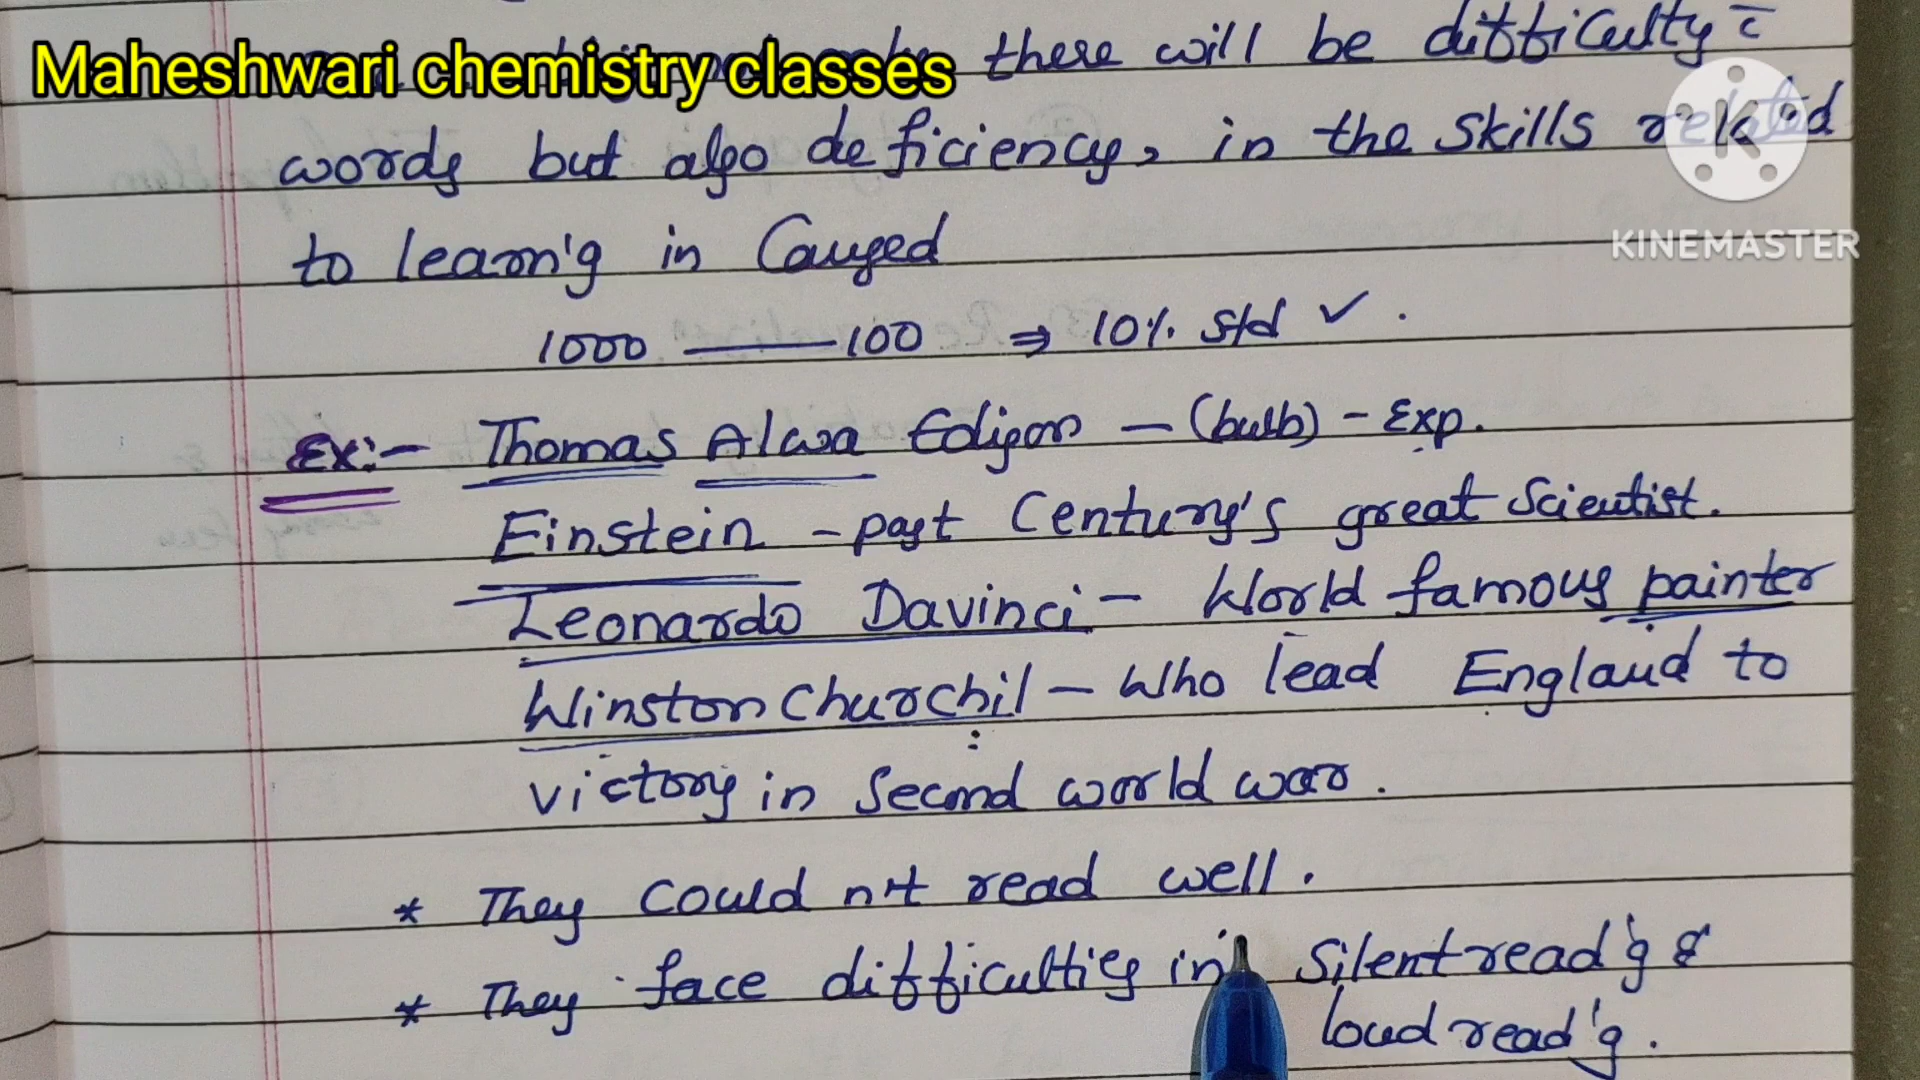 Maheshwari chemistry classes
there will be difficulty =
words but also deficiency, in the skills related
KINEMASTER
to learn'g in Caused
1000 —— 100 ⇒ 10% Std ✓.
Ex:- Thomas Alwa Edison — (bulb) - Exp.
Einstein - past Century's great Scientist.
Leonardo Davinci - World famous painter
Winston Churchil - Who lead England to
victory in Second world war.
* They Could n't read well.
* They face difficulties in Silent read'g &
loud read'g.